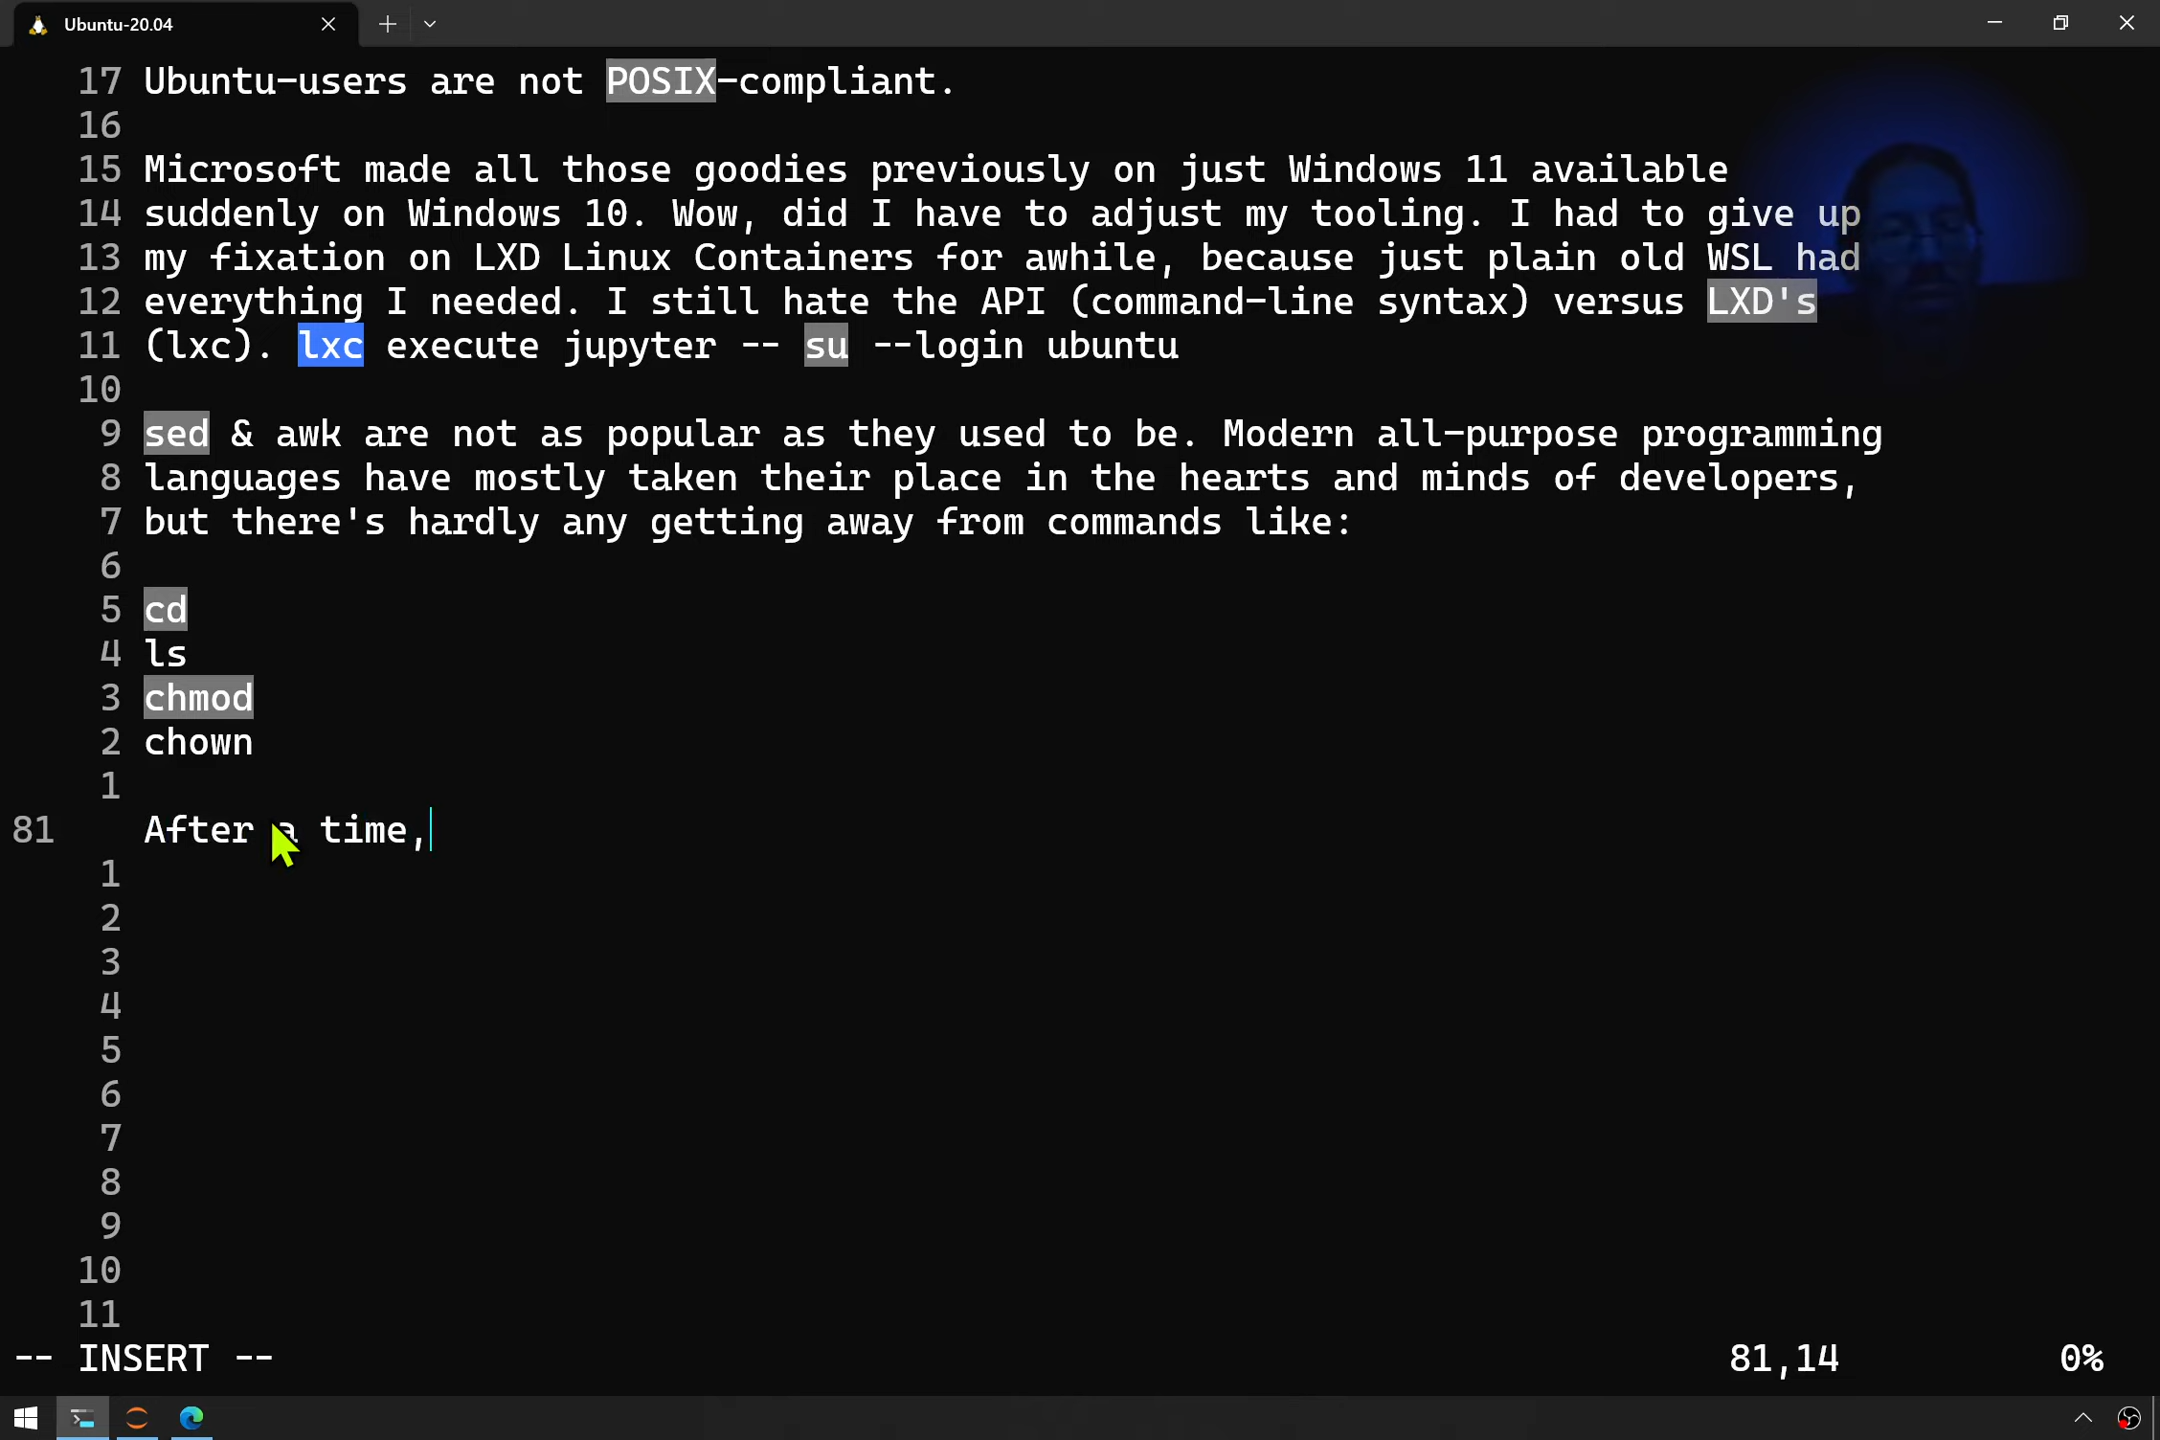 Ubuntu-20.04
17 Ubuntu-users are not POSIX-compliant.
16
15 Microsoft made all those goodies previously on just Windows 11 available
14 suddenly on Windows 10. Wow, did I have to adjust my tooling. I had to give up
13 my fixation on LXD Linux Containers for awhile, because just plain old WSL had
12 everything I needed. I still hate the API (command-line syntax) versus LXD's
11 (lxc). lxc execute jupyter -- su --login ubuntu
10
9 sed & awk are not as popular as they used to be. Modern all-purpose programming
8 languages have mostly taken their place in the hearts and minds of developers,
7 but there's hardly any getting away from commands like:
6
5 cd
4 ls
3 chmod
2 chown
1
81 After a time,
1
2
3
4
5
6
7
8
9
10
11
-- INSERT -- 81,14 0%